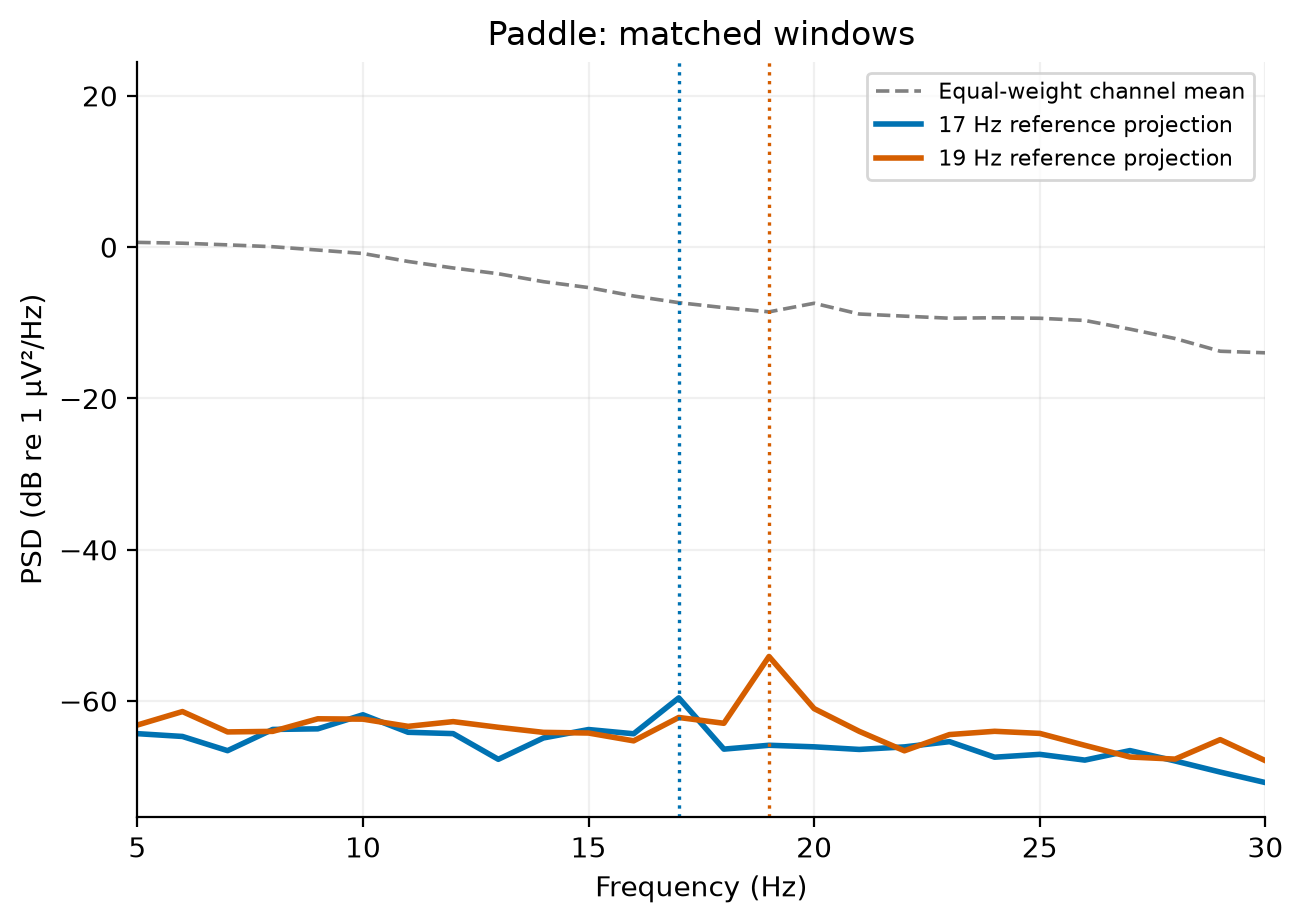 Paddle: matched windows
Equal-weight channel mean
17 Hz reference projection
19 Hz reference projection
PSD (dB re 1 µV²/Hz)
20
0
−20
−40
−60
5
10
15
20
25
30
Frequency (Hz)